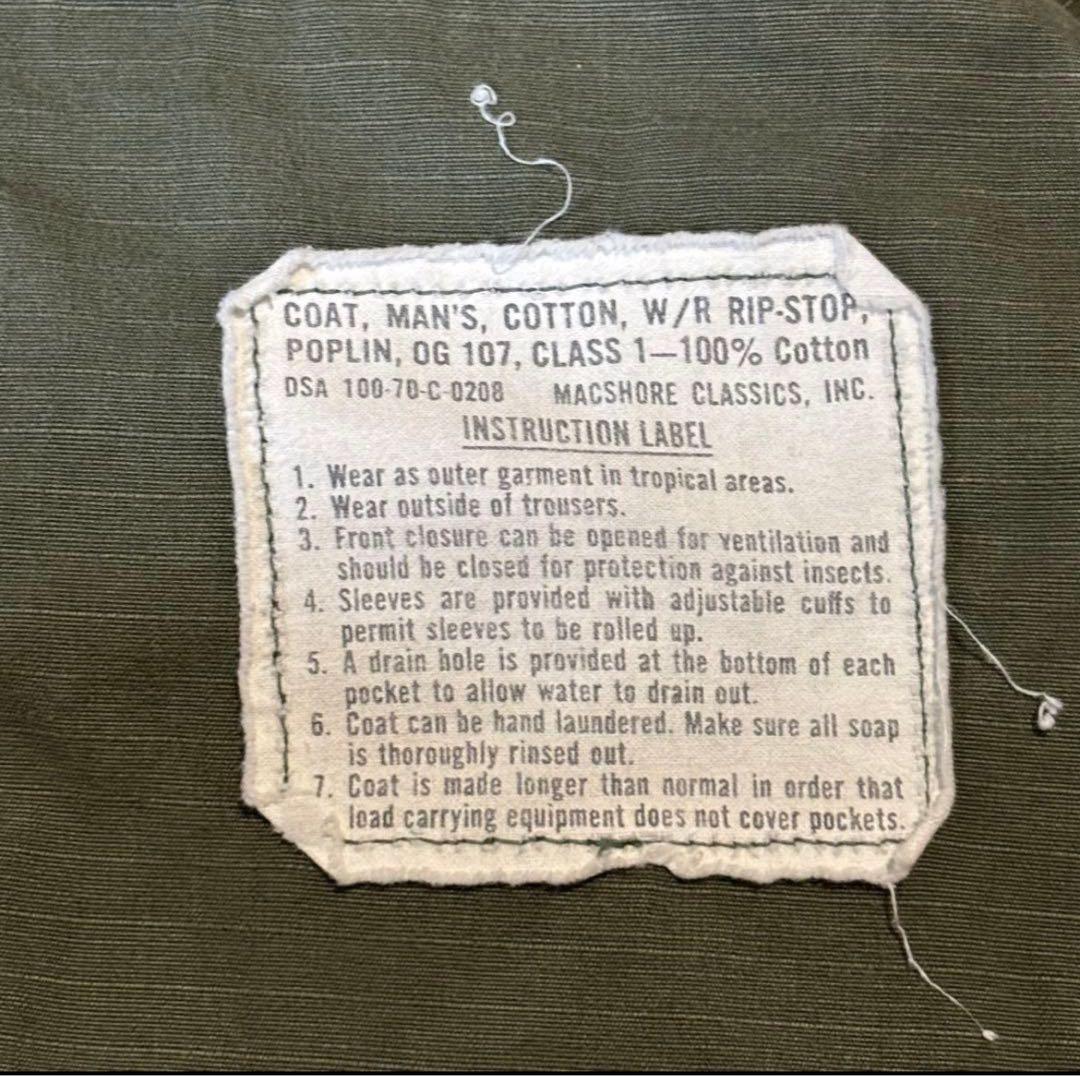 COAT, MAN'S, COTTON, W/R RIP-STOP,
POPLIN, OG 107, CLASS 1—100% Cotton
DSA 100-70-C-0208 MACSHORE CLASSICS, INC.
INSTRUCTION LABEL
1. Wear as outer garment in tropical areas.
2. Wear outside of trousers.
3. Front closure can be opened for ventilation and
should be closed for protection against insects.
4. Sleeves are provided with adjustable cuffs to
permit sleeves to be rolled up.
5. A drain hole is provided at the bottom of each
pocket to allow water to drain out.
6. Coat can be hand laundered. Make sure all soap
is thoroughly rinsed out.
7. Coat is made longer than normal in order that
load carrying equipment does not cover pockets.